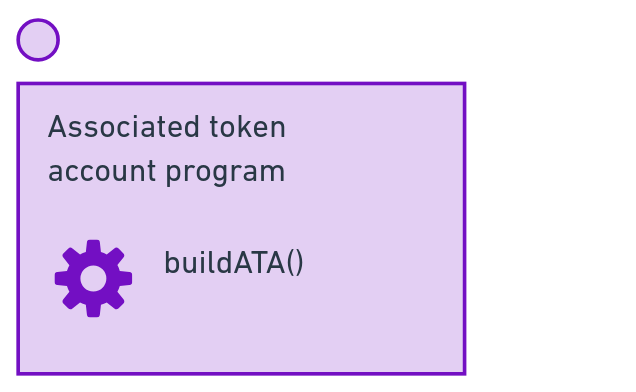 Associated token
account program
buildATA()